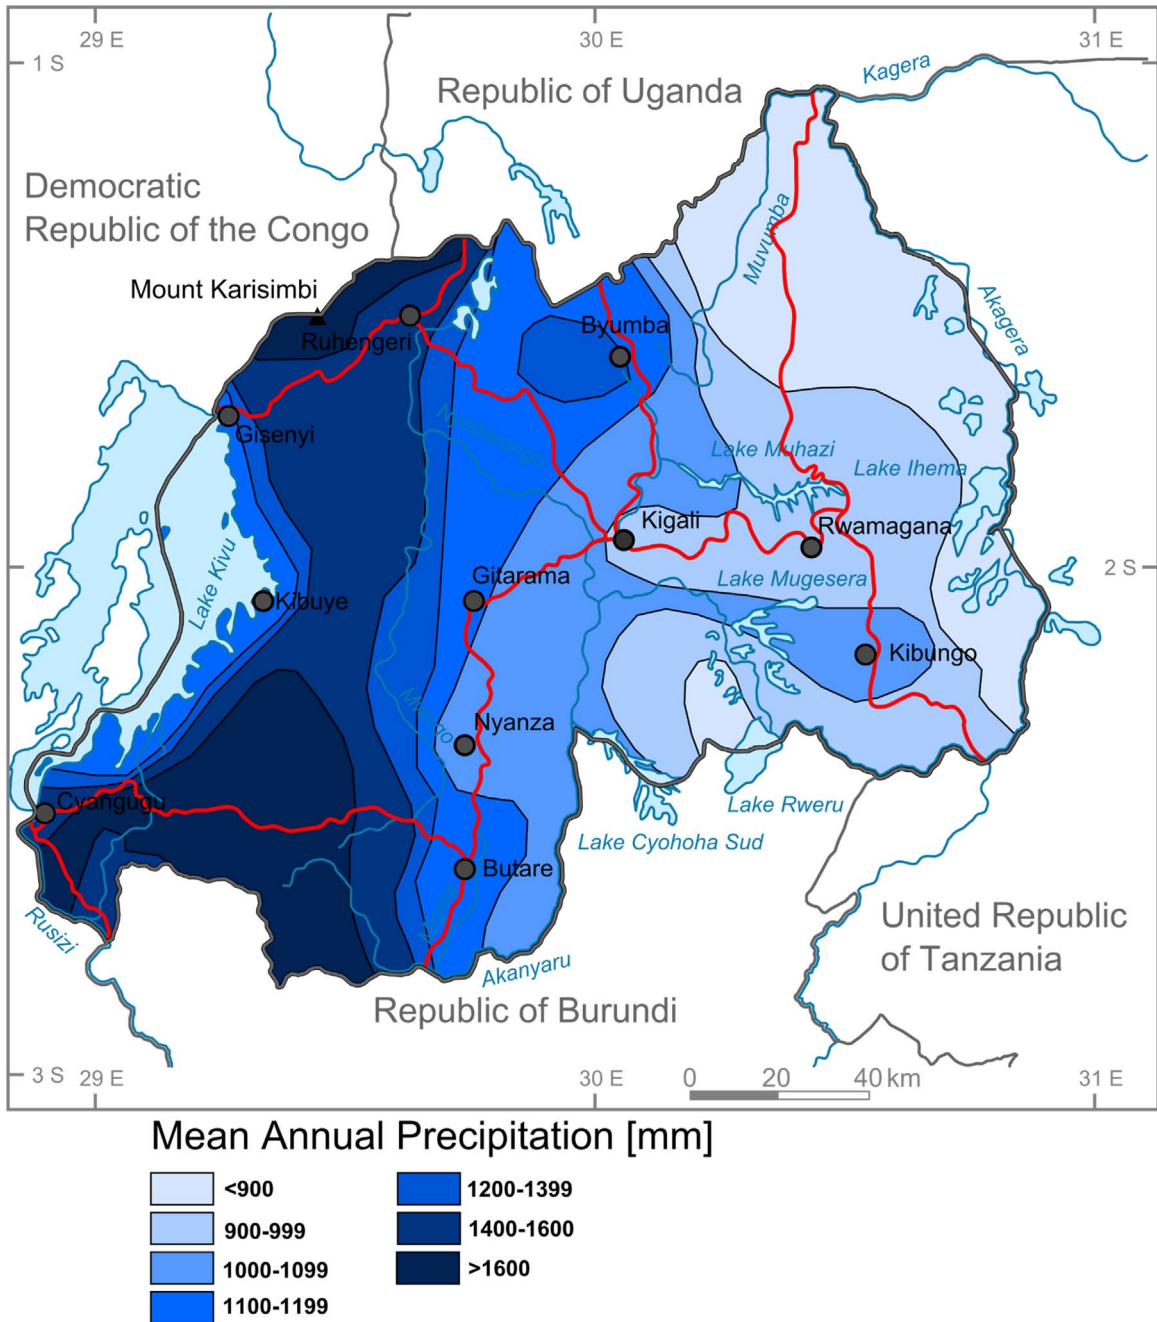 29 E
30 E
31 E
1 S
Kagera
Republic of Uganda
Democratic
Republic of the Congo
Muvumba
Mount Karisimbi
Akagera
Ruhengeri
Byumba
Gisenyi
Nyabarongo
Lake Muhazi
Lake Ihema
Kigali
Rwamagana
Lake Kivu
Gitarama
Lake Mugesera
2 S
Kibuye
Kibungo
Mwogo
Nyanza
Cyangugu
Lake Rweru
Lake Cyohoha Sud
Butare
Rusizi
Akanyaru
United Republic
of Tanzania
Republic of Burundi
3 S
29 E
30 E
0
20
40 km
31 E
Mean Annual Precipitation [mm]
<900
1200-1399
900-999
1400-1600
1000-1099
>1600
1100-1199